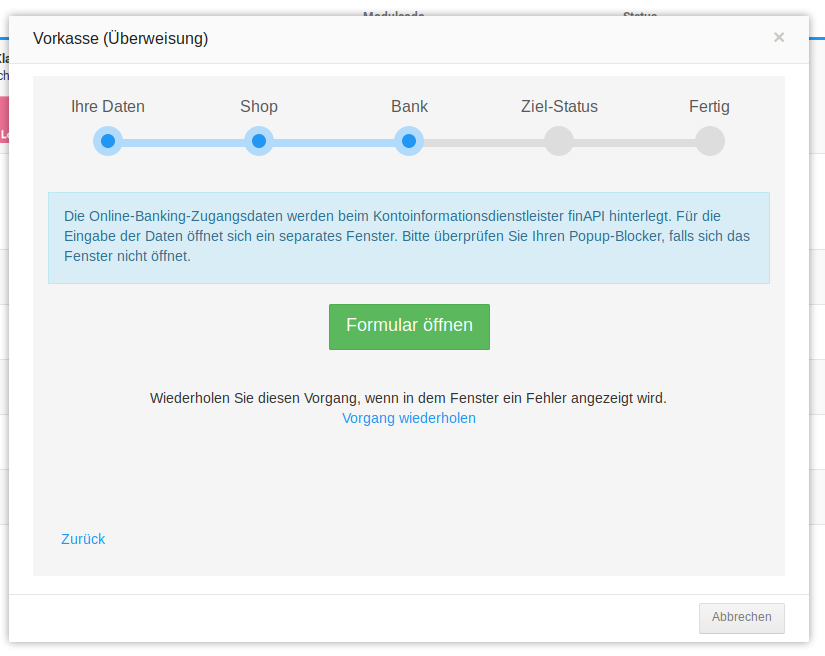 Modulcode Status
Vorkasse (Überweisung) ×
Ihre Daten Shop Bank Ziel-Status Fertig
Die Online-Banking-Zugangsdaten werden beim Kontoinformationsdienstleister finAPI hinterlegt. Für die
Eingabe der Daten öffnet sich ein separates Fenster. Bitte überprüfen Sie Ihren Popup-Blocker, falls sich das
Fenster nicht öffnet.
Formular öffnen
Wiederholen Sie diesen Vorgang, wenn in dem Fenster ein Fehler angezeigt wird.
Vorgang wiederholen
Zurück
Abbrechen